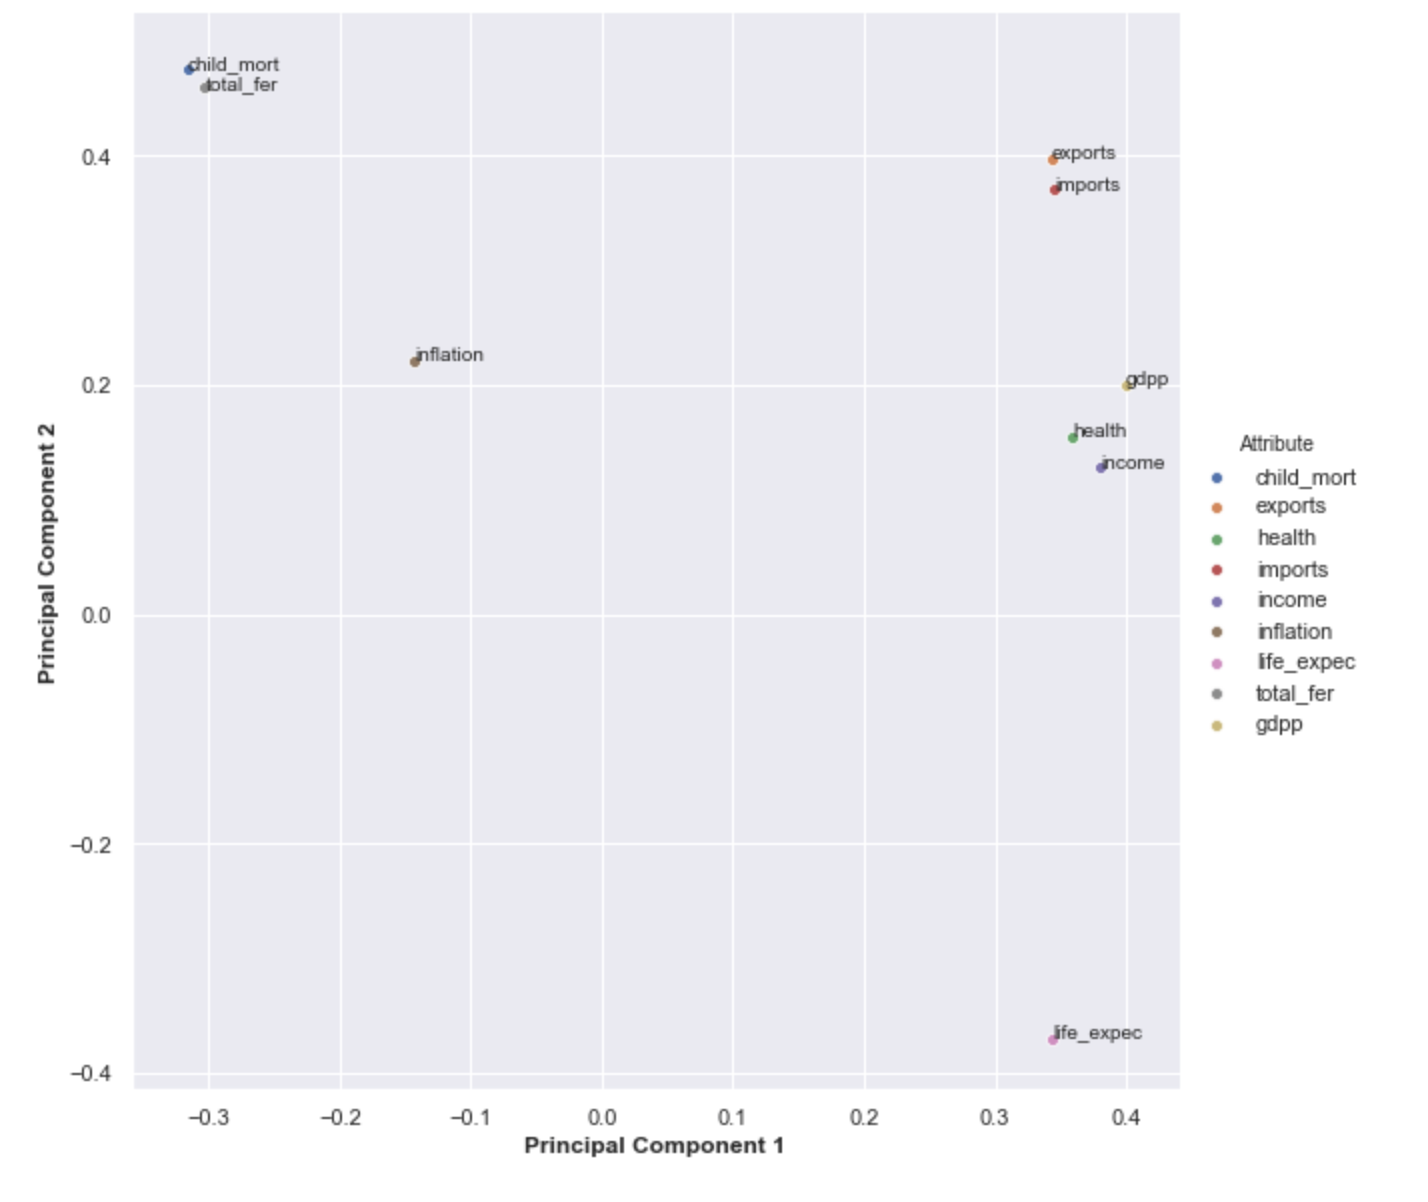 child_mort
total_fer
exports
imports
inflation
gdpp
health
income
life_expec
0.4
0.2
0.0
−0.2
−0.4
Principal Component 2
−0.3 −0.2 −0.1 0.0 0.1 0.2 0.3 0.4
Principal Component 1
Attribute
child_mort
exports
health
imports
income
inflation
life_expec
total_fer
gdpp